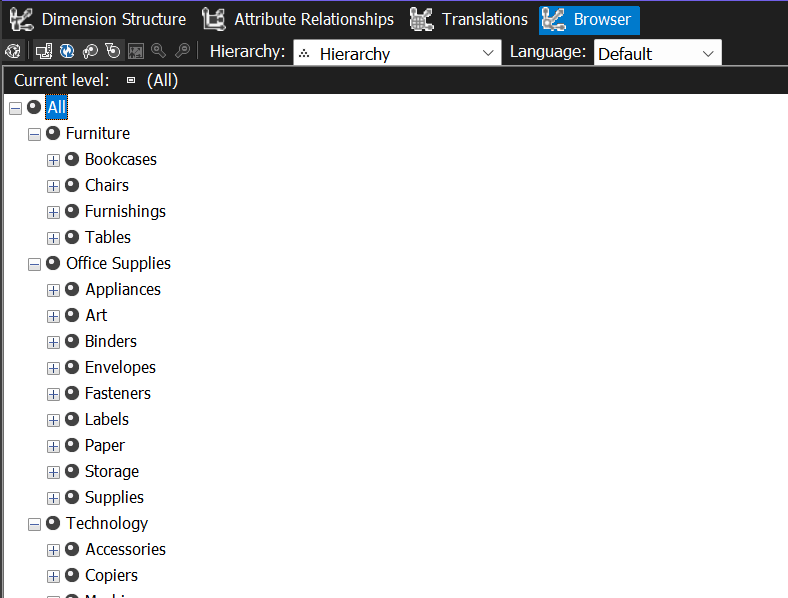 Dimension Structure Attribute Relationships Translations Browser
Hierarchy: Hierarchy Language: Default
Current level: (All)
All
Furniture
Bookcases
Chairs
Furnishings
Tables
Office Supplies
Appliances
Art
Binders
Envelopes
Fasteners
Labels
Paper
Storage
Supplies
Technology
Accessories
Copiers